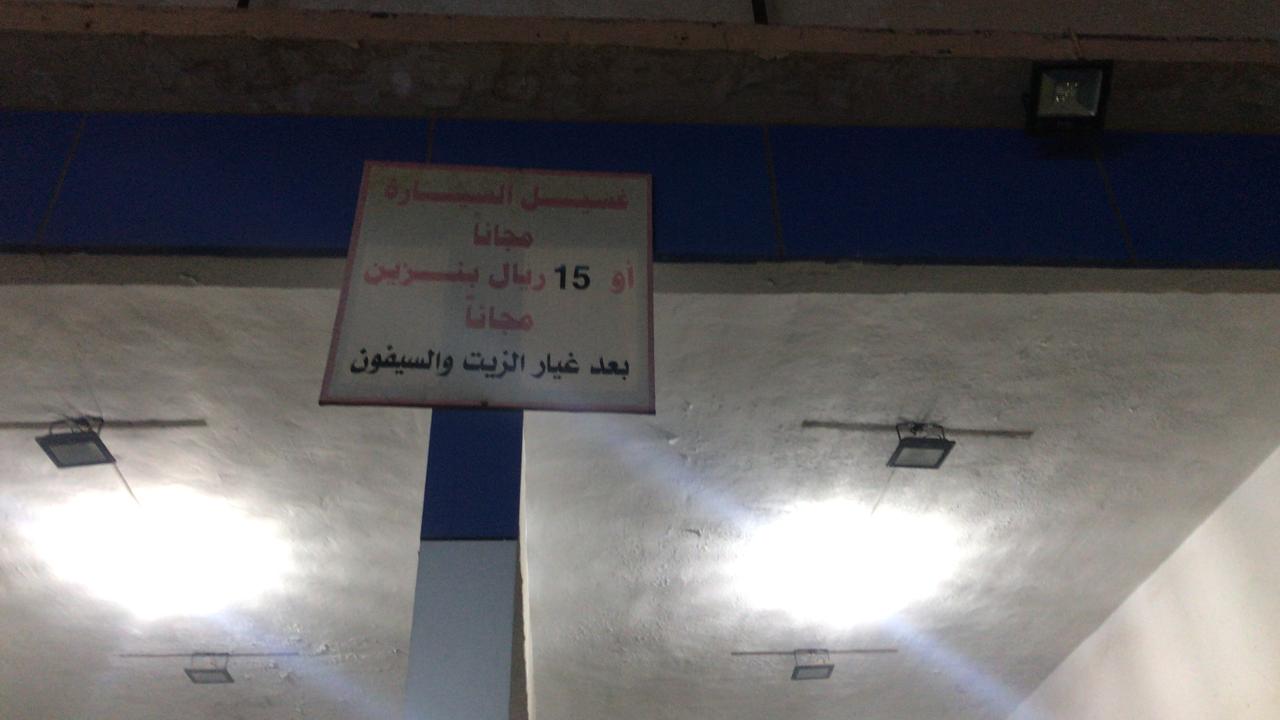 غسيل السيارة
مجاناً
أو 15 ريال بنزين
مجاناً
بعد غيار الزيت والسيفون